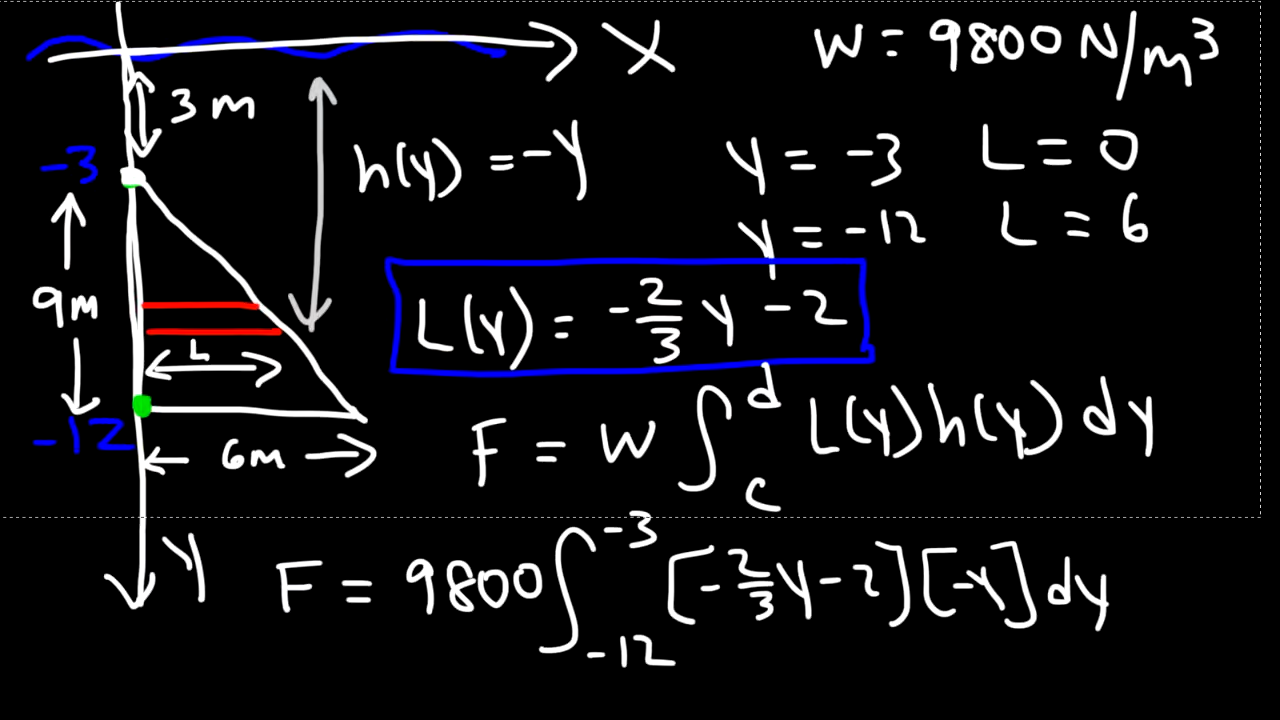 X
W = 9800 N/m³
3 m
-3
h(y) = -y
y = -3 L = 0
y = -12 L = 6
9m
L(y) = -2/3 y - 2
L
-12
6m
F = W ∫_c^d L(y)h(y) dy
Y
F = 9800 ∫_{-12}^{-3} [-2/3 y - 2][-y] dy